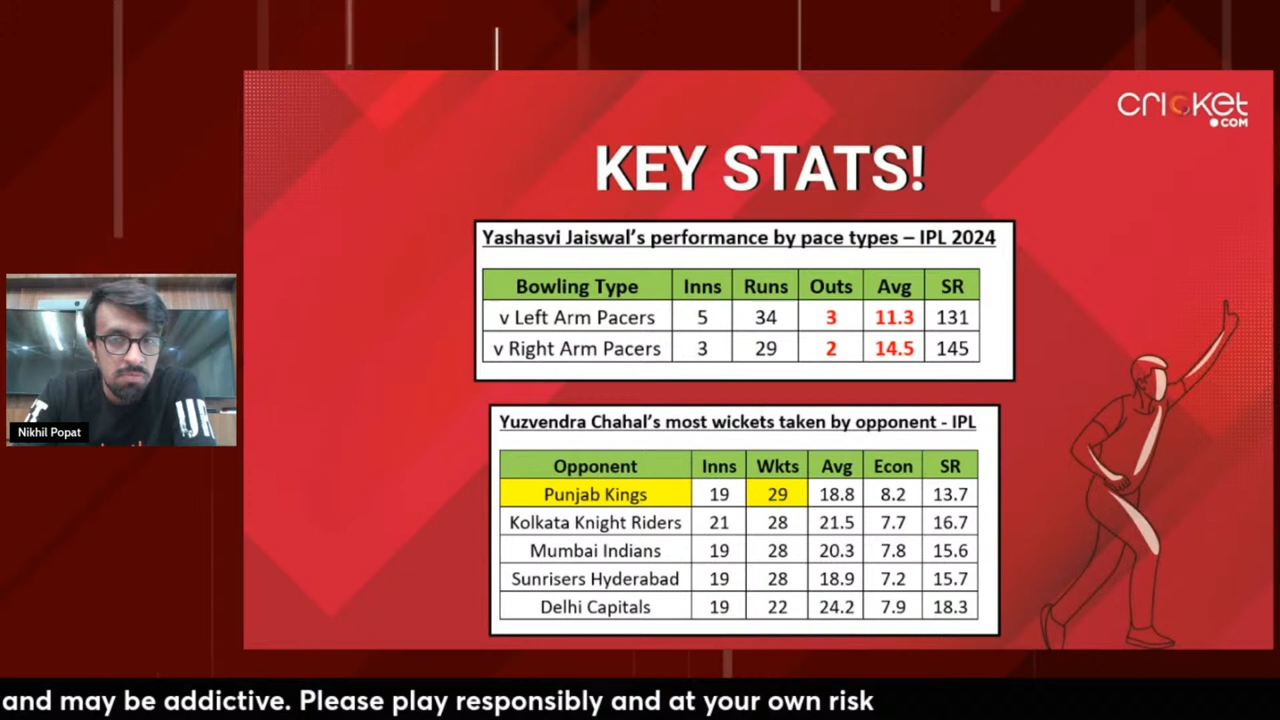 cricket
.COM
KEY STATS!
Yashasvi Jaiswal's performance by pace types – IPL 2024
Bowling Type Inns Runs Outs Avg SR
v Left Arm Pacers 5 34 3 11.3 131
v Right Arm Pacers 3 29 2 14.5 145
Yuzvendra Chahal's most wickets taken by opponent - IPL
Opponent Inns Wkts Avg Econ SR
Punjab Kings 19 29 18.8 8.2 13.7
Kolkata Knight Riders 21 28 21.5 7.7 16.7
Mumbai Indians 19 28 20.3 7.8 15.6
Sunrisers Hyderabad 19 28 18.9 7.2 15.7
Delhi Capitals 19 22 24.2 7.9 18.3
Nikhil Popat
and may be addictive. Please play responsibly and at your own risk